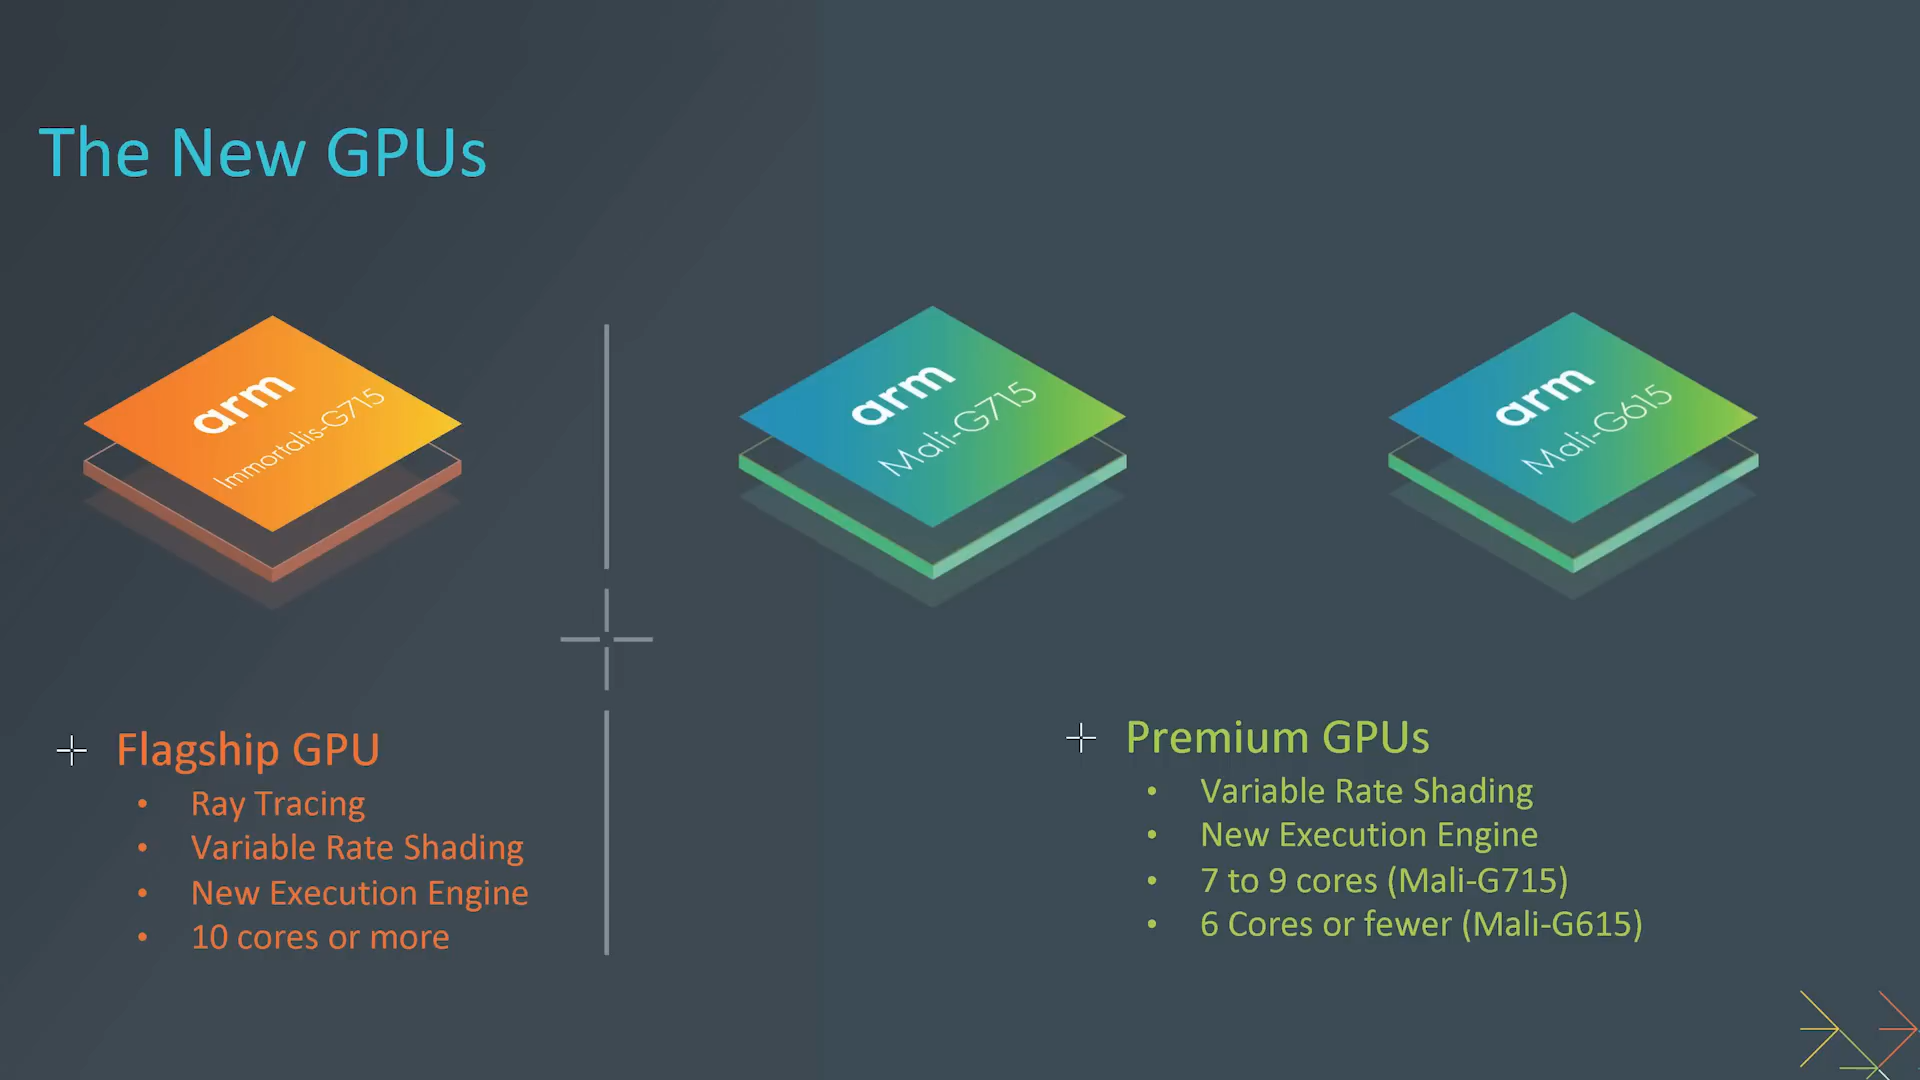 The New GPUs
arm
Immortalis-G715
arm
Mali-G715
arm
Mali-G615
Flagship GPU
• Ray Tracing
• Variable Rate Shading
• New Execution Engine
• 10 cores or more
Premium GPUs
• Variable Rate Shading
• New Execution Engine
• 7 to 9 cores (Mali-G715)
• 6 Cores or fewer (Mali-G615)